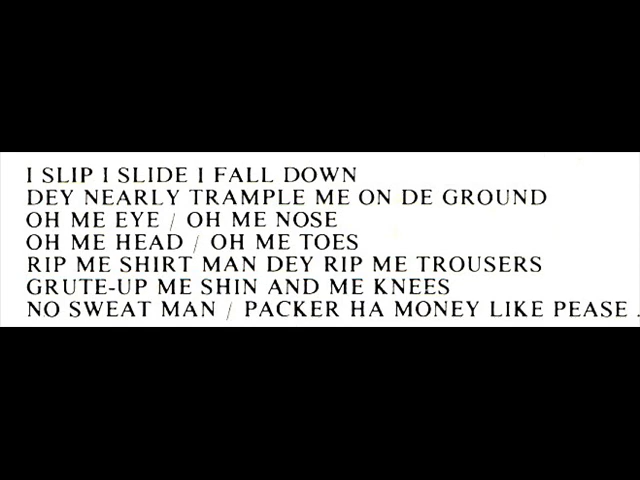 I SLIP I SLIDE I FALL DOWN
DEY NEARLY TRAMPLE ME ON DE GROUND
OH ME EYE / OH ME NOSE
OH ME HEAD / OH ME TOES
RIP ME SHIRT MAN DEY RIP ME TROUSERS
GRUTE-UP ME SHIN AND ME KNEES
NO SWEAT MAN / PACKER HA MONEY LIKE PEASE .